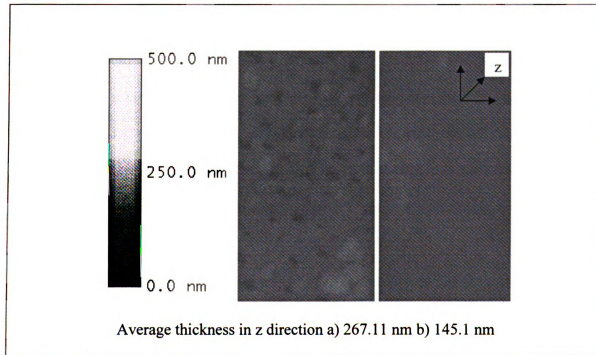 500.0 nm
z
250.0 nm
0.0 nm
Average thickness in z direction a) 267.11 nm b) 145.1 nm